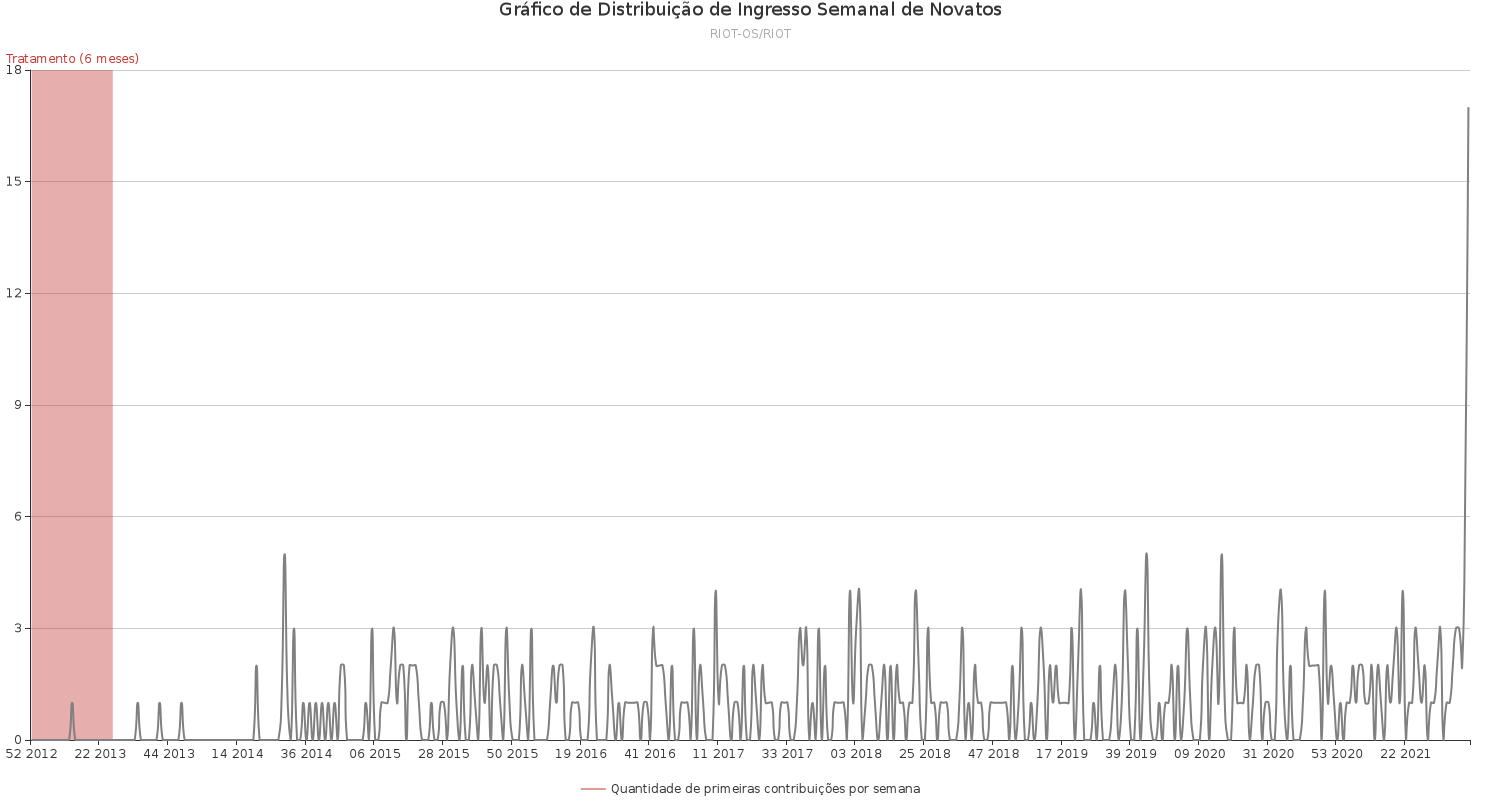 Gráfico de Distribuição de Ingresso Semanal de Novatos
RIOT-OS/RIOT
Tratamento (6 meses)
18
15
12
9
6
3
0
52 2012 22 2013 44 2013 14 2014 36 2014 06 2015 28 2015 50 2015 19 2016 41 2016 11 2017 33 2017 03 2018 25 2018 47 2018 17 2019 39 2019 09 2020 31 2020 53 2020 22 2021
Quantidade de primeiras contribuições por semana